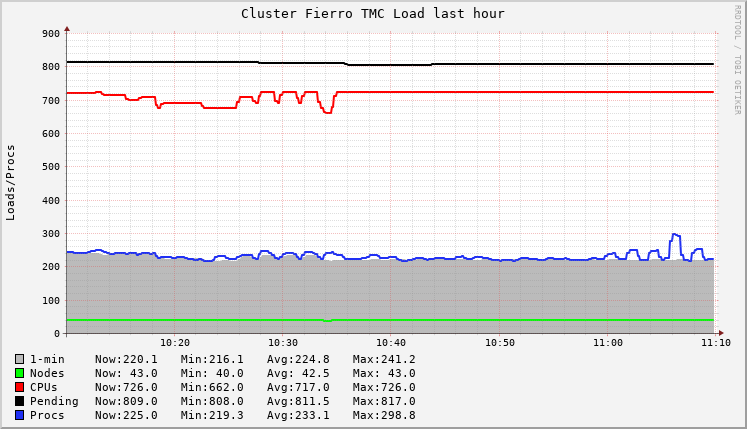 Cluster Fierro TMC Load last hour
RRDTOOL / TOBI OETIKER
Loads/Procs
900
800
700
600
500
400
300
200
100
0
10:20 10:30 10:40 10:50 11:00 11:10
1-min Now:220.1 Min:216.1 Avg:224.8 Max:241.2
Nodes Now: 43.0 Min: 40.0 Avg: 42.5 Max: 43.0
CPUs Now:726.0 Min:662.0 Avg:717.0 Max:726.0
Pending Now:809.0 Min:808.0 Avg:811.5 Max:817.0
Procs Now:225.0 Min:219.3 Avg:233.1 Max:298.8